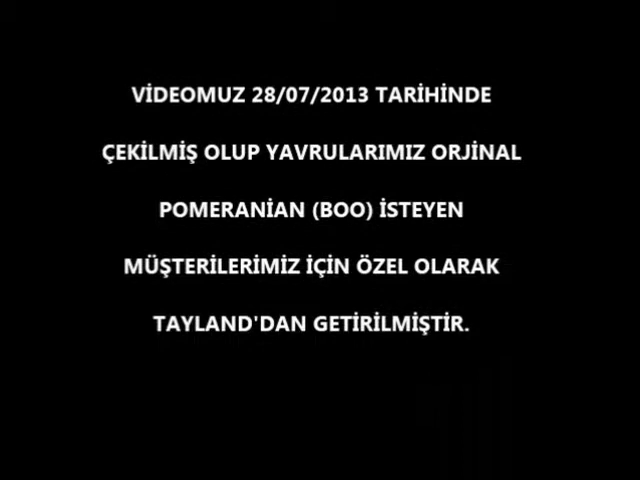 VİDEOMUZ 28/07/2013 TARİHİNDE
ÇEKİLMİŞ OLUP YAVRULARIMIZ ORJİNAL
POMERANİAN (BOO) İSTEYEN
MÜŞTERİLERİMİZ İÇİN ÖZEL OLARAK
TAYLAND'DAN GETİRİLMİŞTİR.